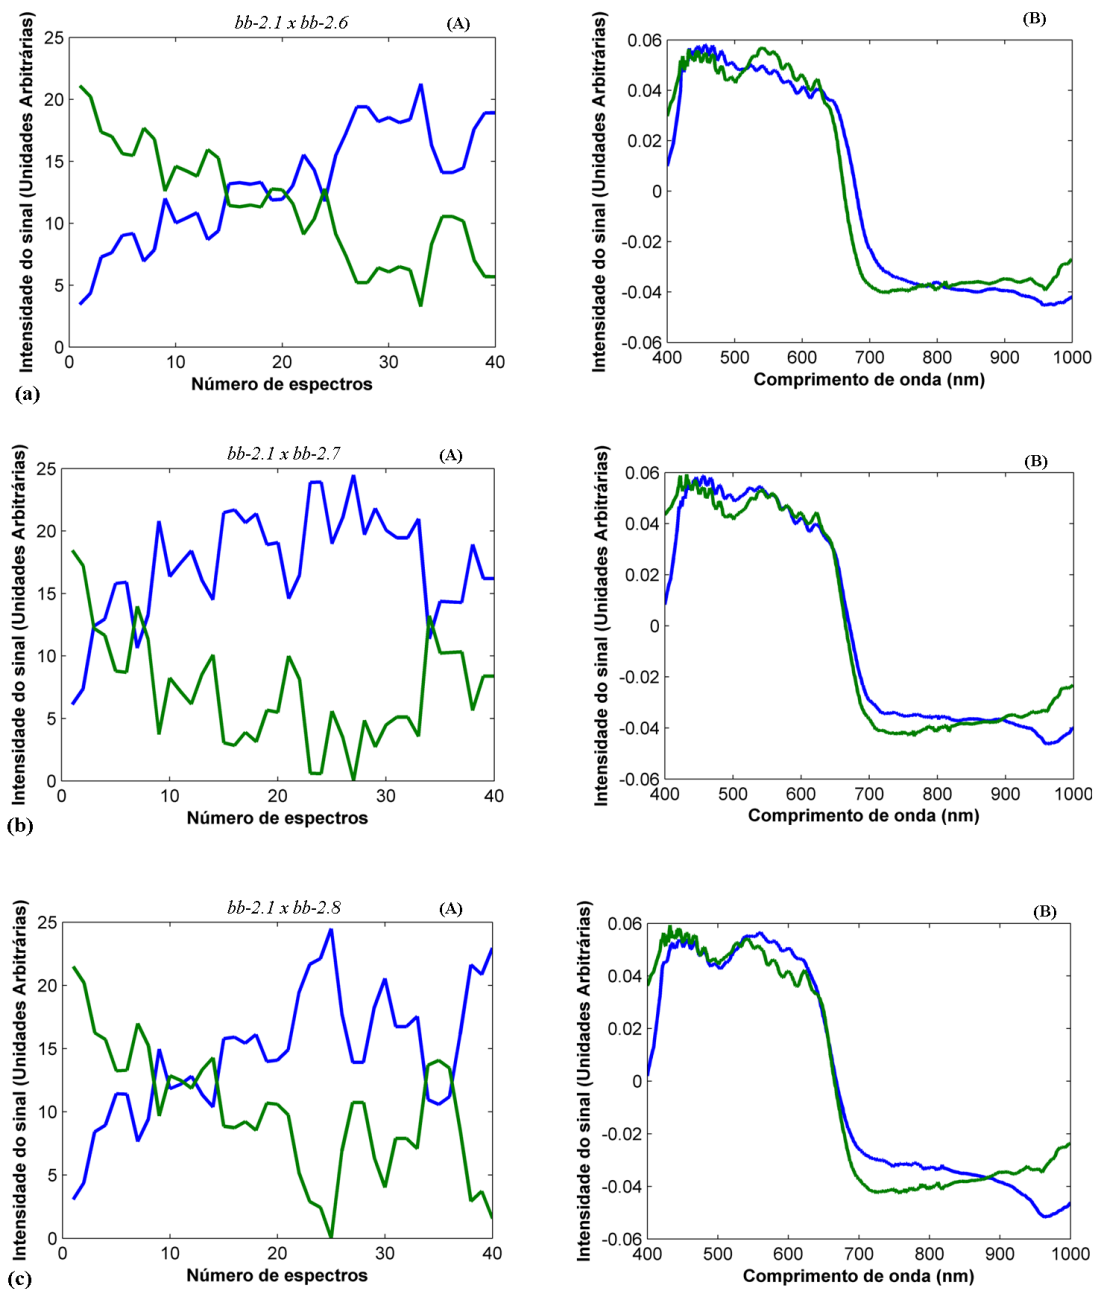 bb-2.1 x bb-2.6 (A)
Intensidade do sinal (Unidades Arbitrárias)
25
20
15
10
5
0
0 10 20 30 40
Número de espectros
(a)
(B)
Intensidade do sinal (Unidades Arbitrárias)
0.06
0.04
0.02
0
-0.02
-0.04
-0.06
400 500 600 700 800 900 1000
Comprimento de onda (nm)
bb-2.1 x bb-2.7 (A)
Intensidade do sinal (Unidades Arbitrárias)
25
20
15
10
5
0
0 10 20 30 40
Número de espectros
(b)
(B)
Intensidade do sinal (Unidades Arbitrárias)
0.06
0.04
0.02
0
-0.02
-0.04
-0.06
400 500 600 700 800 900 1000
Comprimento de onda (nm)
bb-2.1 x bb-2.8 (A)
Intensidade do sinal (Unidades Arbitrárias)
25
20
15
10
5
0
0 10 20 30 40
Número de espectros
(c)
(B)
Intensidade do sinal (Unidades Arbitrárias)
0.06
0.04
0.02
0
-0.02
-0.04
-0.06
400 500 600 700 800 900 1000
Comprimento de onda (nm)